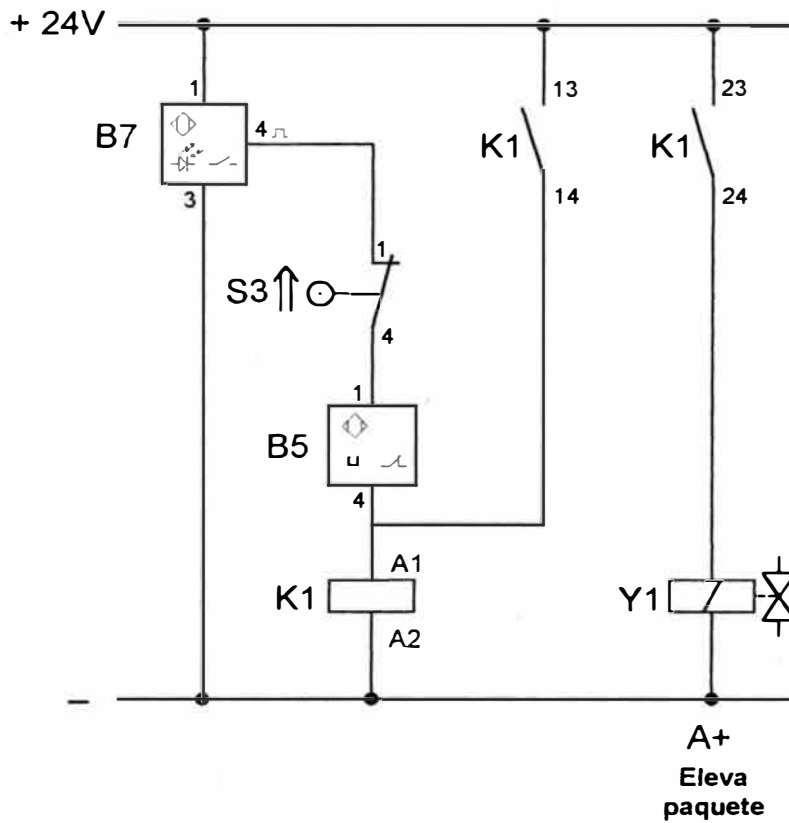 + 24V
1
13
23
B7
4
K1
K1
3
14
24
1
S3
4
1
B5
4
A1
K1
Y1
A2
–
A+
Eleva
paquete